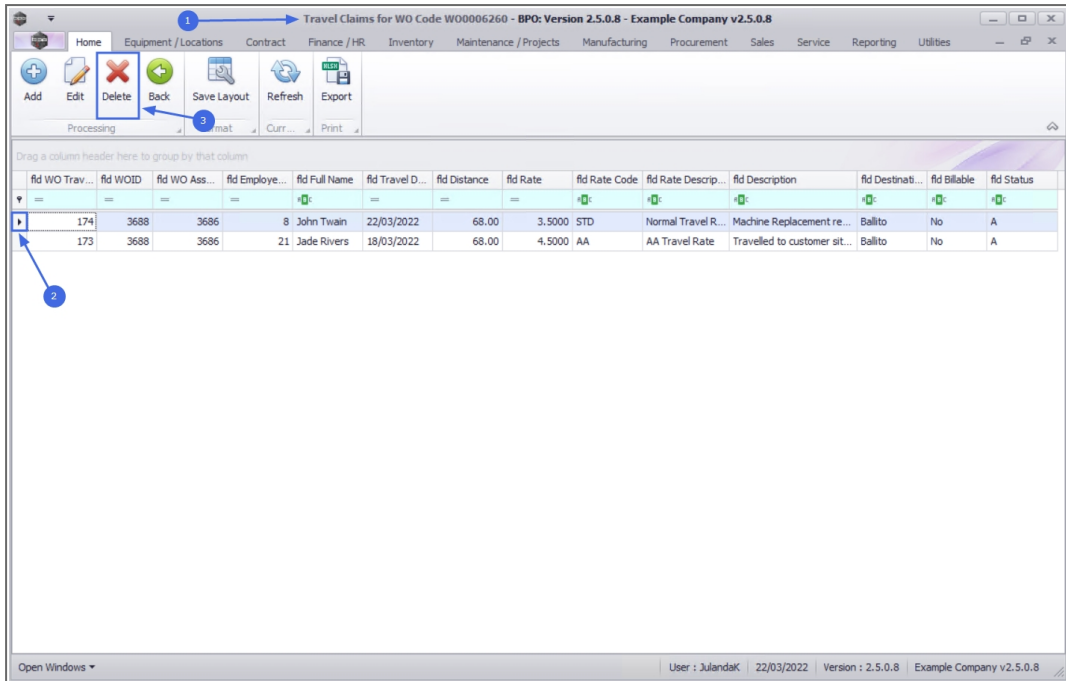 1
Travel Claims for WO Code WO0006260 - BPO: Version 2.5.0.8 - Example Company v2.5.0.8
Home Equipment / Locations Contract Finance / HR Inventory Maintenance / Projects Manufacturing Procurement Sales Service Reporting Utilities
Add Edit Delete Back Save Layout Refresh Export
3
Processing Curr ... Print
Drag a column header here to group by that column
fld WO Trav... fld WOID fld WO Ass... fld Employe... fld Full Name fld Travel D... fld Distance fld Rate fld Rate Code fld Rate Descrip... fld Description fld Destinati... fld Billable fld Status
174 3688 3686 8 John Twain 22/03/2022 68.00 3.5000 STD Normal Travel R... Machine Replacement re... Ballito No A
173 3688 3686 21 Jade Rivers 18/03/2022 68.00 4.5000 AA AA Travel Rate Travelled to customer sit... Ballito No A
2
Open Windows User : JulandaK 22/03/2022 Version : 2.5.0.8 Example Company v2.5.0.8